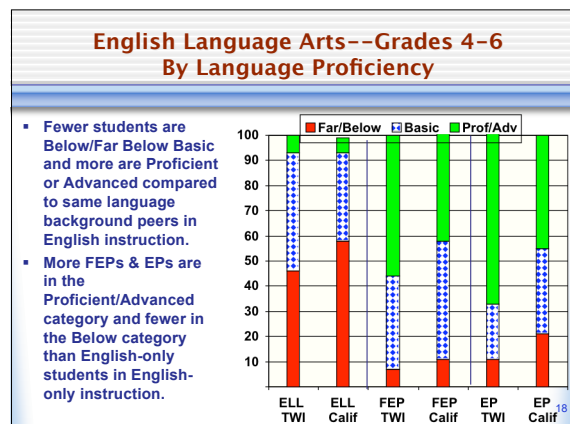 English Language Arts--Grades 4-6
By Language Proficiency
▪ Fewer students are
Below/Far Below Basic
and more are Proficient
or Advanced compared
to same language
background peers in
English instruction.
▪ More FEPs & EPs are
in the
Proficient/Advanced
category and fewer in
the Below category
than English-only
students in English-
only instruction.
Far/Below Basic Prof/Adv
100
90
80
70
60
50
40
30
20
10
ELL TWI
ELL Calif
FEP TWI
FEP Calif
EP TWI
EP Calif
18